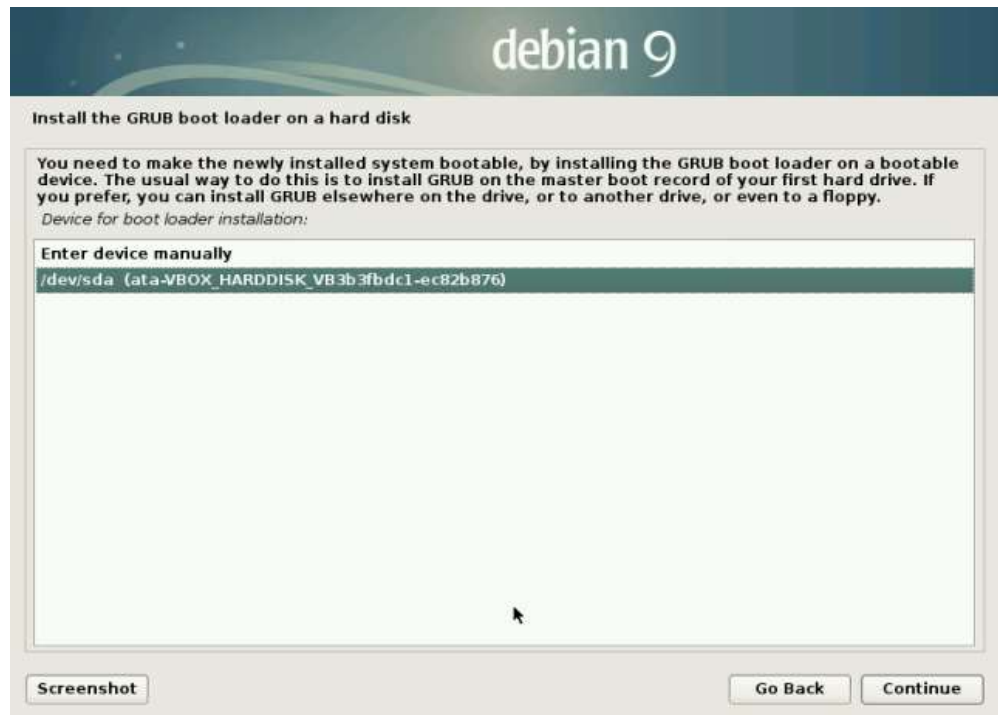 debian 9
Install the GRUB boot loader on a hard disk
You need to make the newly installed system bootable, by installing the GRUB boot loader on a bootable
device. The usual way to do this is to install GRUB on the master boot record of your first hard drive. If
you prefer, you can install GRUB elsewhere on the drive, or to another drive, or even to a floppy.
Device for boot loader installation:
Enter device manually
/dev/sda (ata-VBOX_HARDDISK_VB3b3fbdc1-ec82b876)
Screenshot
Go Back
Continue